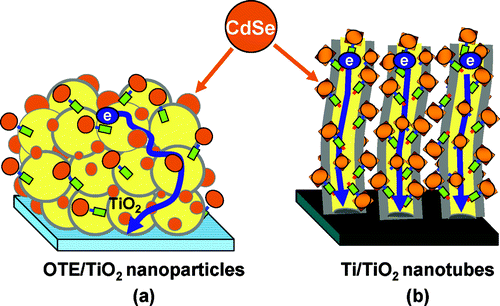 CdSe
e
e
e
e
TiO2
OTE/TiO2 nanoparticles
Ti/TiO2 nanotubes
(a)
(b)